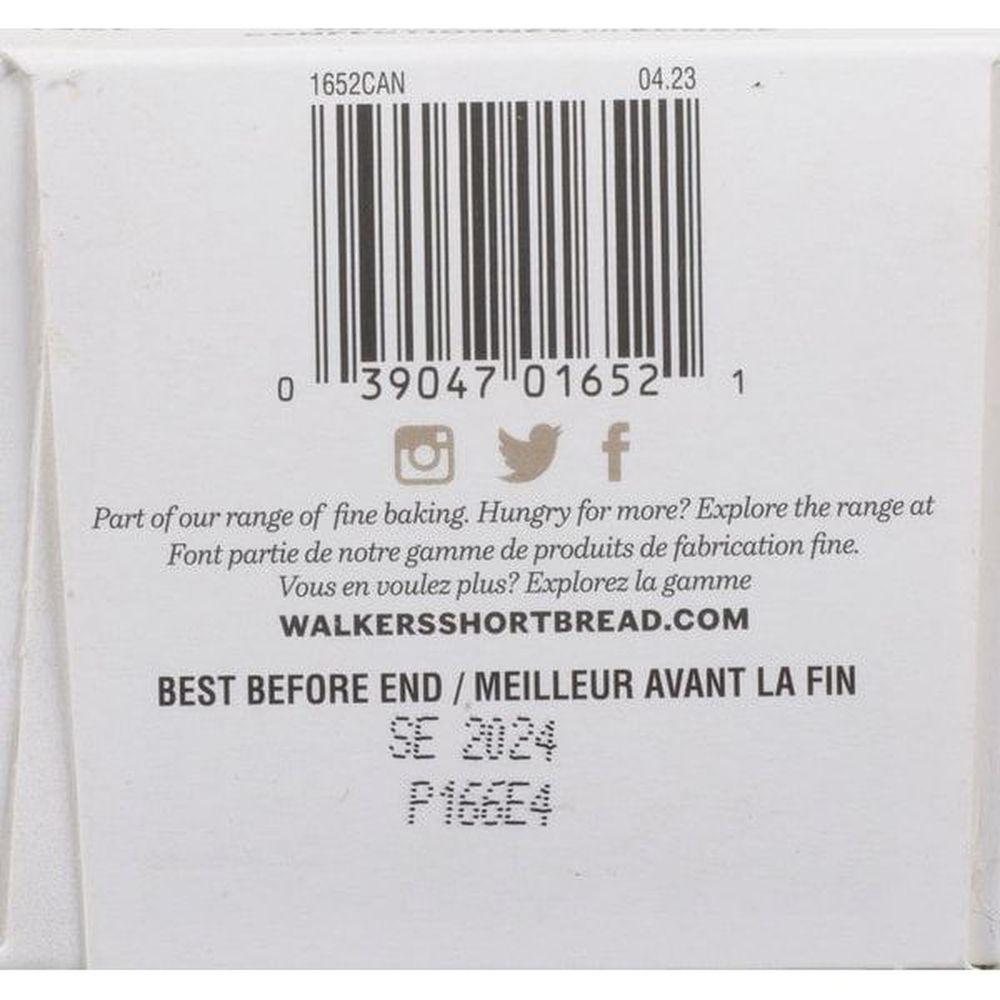 1652CAN 04.23
0 39047 01652 1
Part of our range of fine baking. Hungry for more? Explore the range at
Font partie de notre gamme de produits de fabrication fine.
Vous en voulez plus? Explorez la gamme
WALKERSSHORTBREAD.COM
BEST BEFORE END / MEILLEUR AVANT LA FIN
SE 2024
P166E4